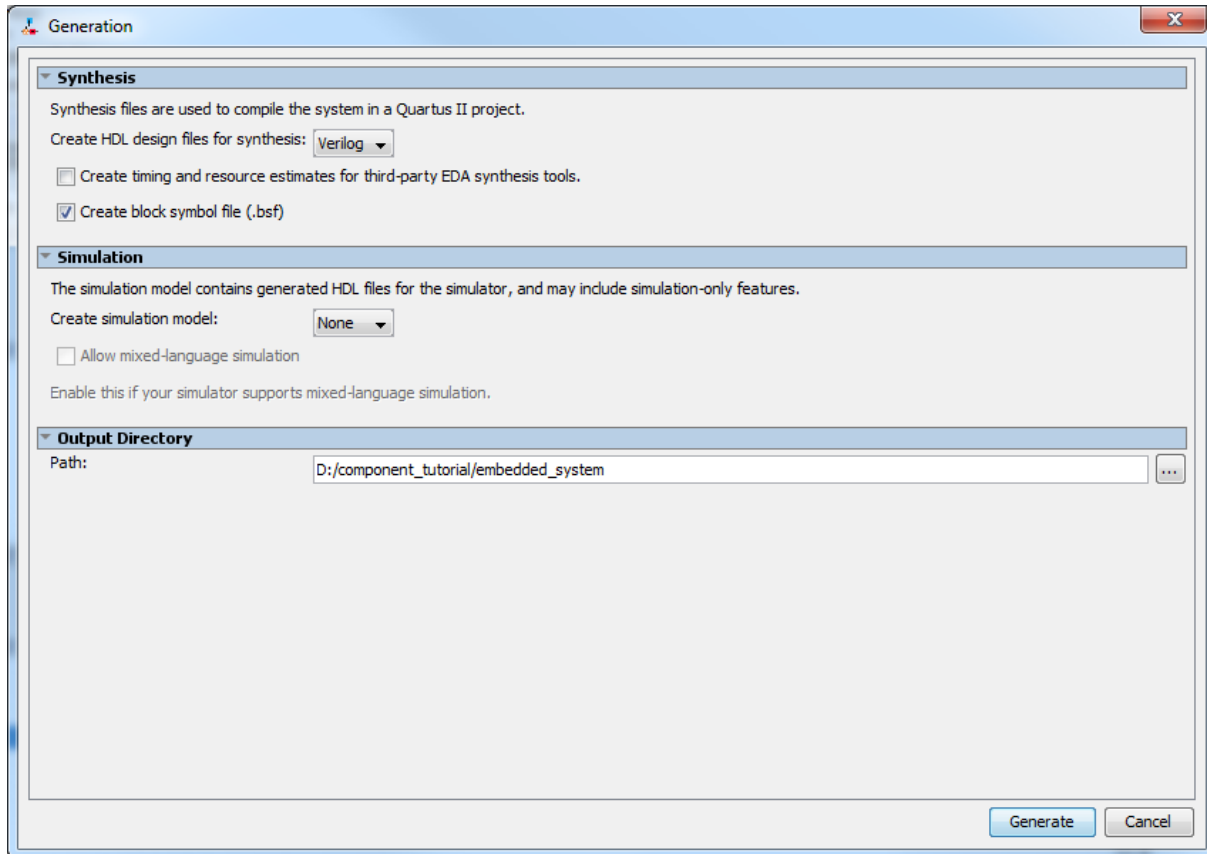 Generation
Synthesis
Synthesis files are used to compile the system in a Quartus II project.
Create HDL design files for synthesis: Verilog
Create timing and resource estimates for third-party EDA synthesis tools.
Create block symbol file (.bsf)
Simulation
The simulation model contains generated HDL files for the simulator, and may include simulation-only features.
Create simulation model: None
Allow mixed-language simulation
Enable this if your simulator supports mixed-language simulation.
Output Directory
Path: D:/component_tutorial/embedded_system ...
Generate Cancel